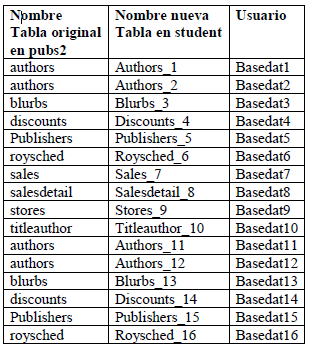 Nombre Tabla original en pubs2 | Nombre nueva Tabla en student | Usuario
authors | Authors_1 | Basedat1
authors | Authors_2 | Basedat2
blurbs | Blurbs_3 | Basedat3
discounts | Discounts_4 | Basedat4
Publishers | Publishers_5 | Basedat5
roysched | Roysched_6 | Basedat6
sales | Sales_7 | Basedat7
salesdetail | Salesdetail_8 | Basedat8
stores | Stores_9 | Basedat9
titleauthor | Titleauthor_10 | Basedat10
authors | Authors_11 | Basedat11
authors | Authors_12 | Basedat12
blurbs | Blurbs_13 | Basedat13
discounts | Discounts_14 | Basedat14
Publishers | Publishers_15 | Basedat15
roysched | Roysched_16 | Basedat16